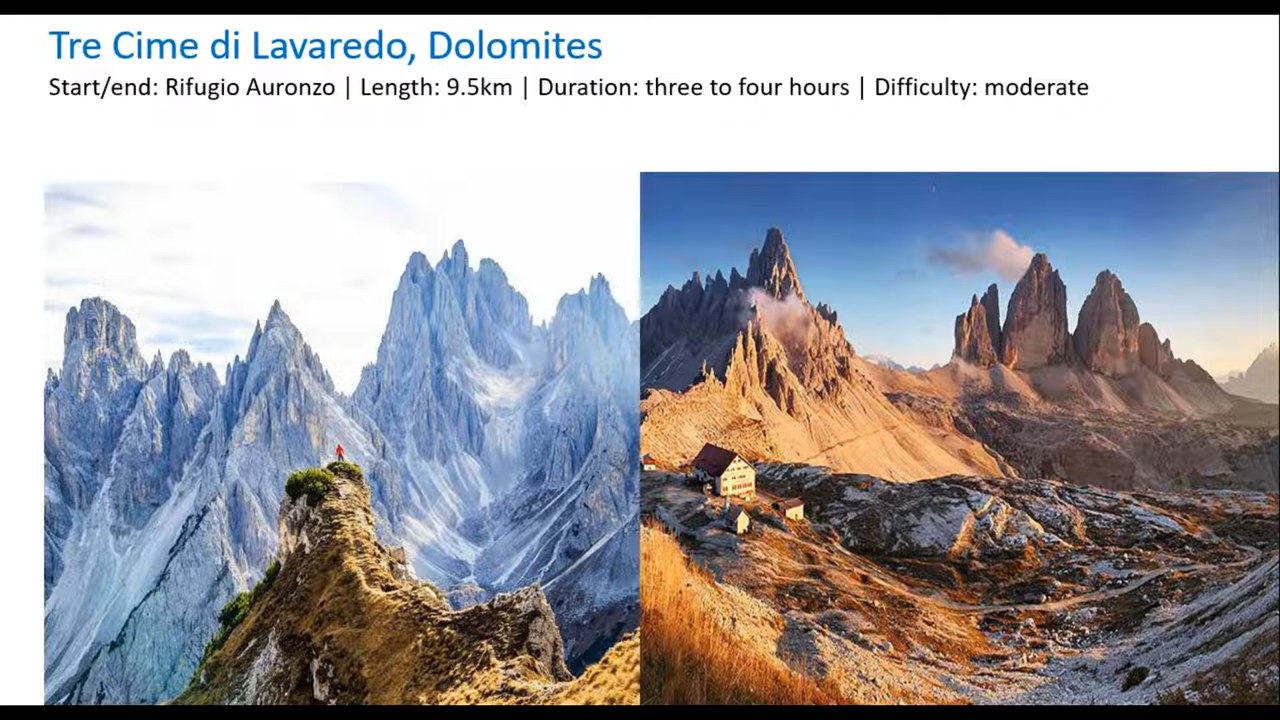 Tre Cime di Lavaredo, Dolomites
Start/end: Rifugio Auronzo | Length: 9.5km | Duration: three to four hours | Difficulty: moderate